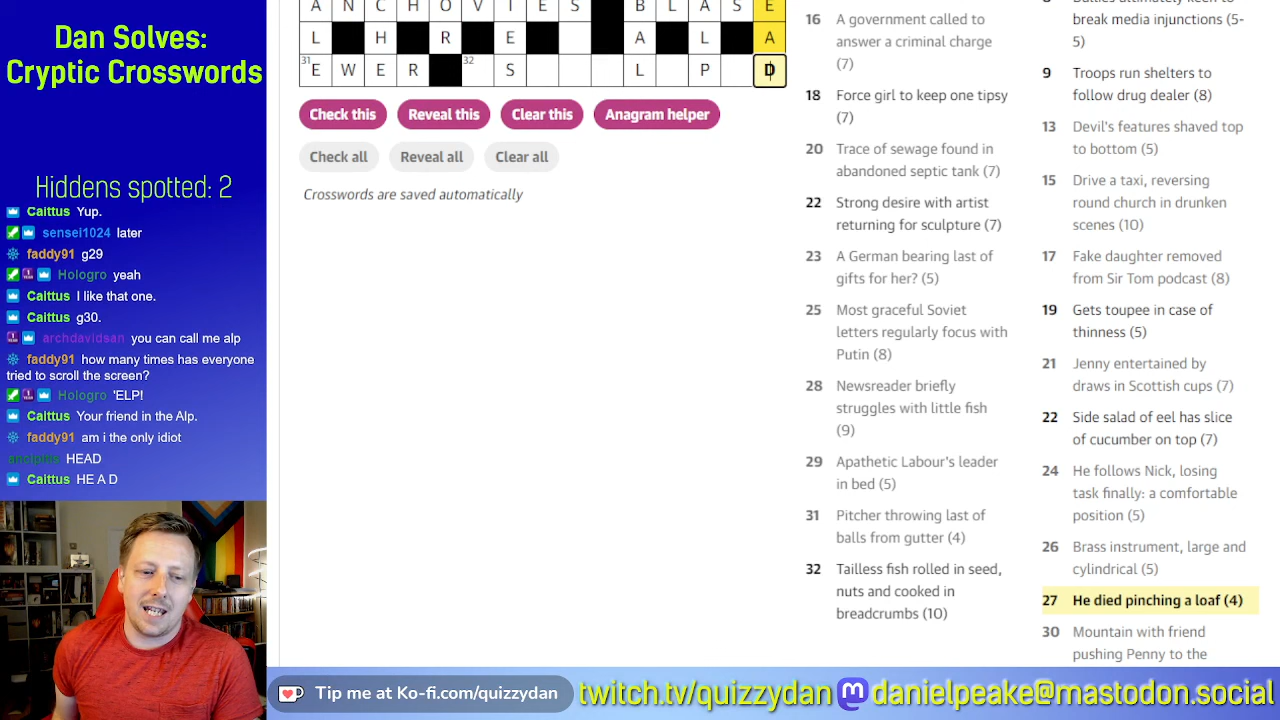 Dan Solves:
Cryptic Crosswords
Hiddens spotted: 2
Caittus Yup.
sensei1024 later
faddy91 g29
Hologro yeah
Caittus I like that one.
Caittus g30.
archdavidsan you can call me alp
faddy91 how many times has everyone
tried to scroll the screen?
Hologro 'ELP!
Caittus Your friend in the Alp.
faddy91 am i the only idiot
HEAD
Caittus HE A D
A N C H O V I E S B L A S E
L H R E A L A
31 E W E R 32 S L P D
Check this
Reveal this
Clear this
Anagram helper
Check all
Reveal all
Clear all
Crosswords are saved automatically
16 A government called to
answer a criminal charge
(7)
18 Force girl to keep one tipsy
(7)
20 Trace of sewage found in
abandoned septic tank (7)
22 Strong desire with artist
returning for sculpture (7)
23 A German bearing last of
gifts for her? (5)
25 Most graceful Soviet
letters regularly focus with
Putin (8)
28 Newsreader briefly
struggles with little fish
(9)
29 Apathetic Labour's leader
in bed (5)
31 Pitcher throwing last of
balls from gutter (4)
32 Tailless fish rolled in seed,
nuts and cooked in
breadcrumbs (10)
break media injunctions (5-
5)
9 Troops run shelters to
follow drug dealer (8)
13 Devil's features shaved top
to bottom (5)
15 Drive a taxi, reversing
round church in drunken
scenes (10)
17 Fake daughter removed
from Sir Tom podcast (8)
19 Gets toupee in case of
thinness (5)
21 Jenny entertained by
draws in Scottish cups (7)
22 Side salad of eel has slice
of cucumber on top (7)
24 He follows Nick, losing
task finally: a comfortable
position (5)
26 Brass instrument, large and
cylindrical (5)
27 He died pinching a loaf (4)
30 Mountain with friend
pushing Penny to the
Tip me at Ko-fi.com/quizzydan
twitch.tv/quizzydan
danielpeake@mastodon.social